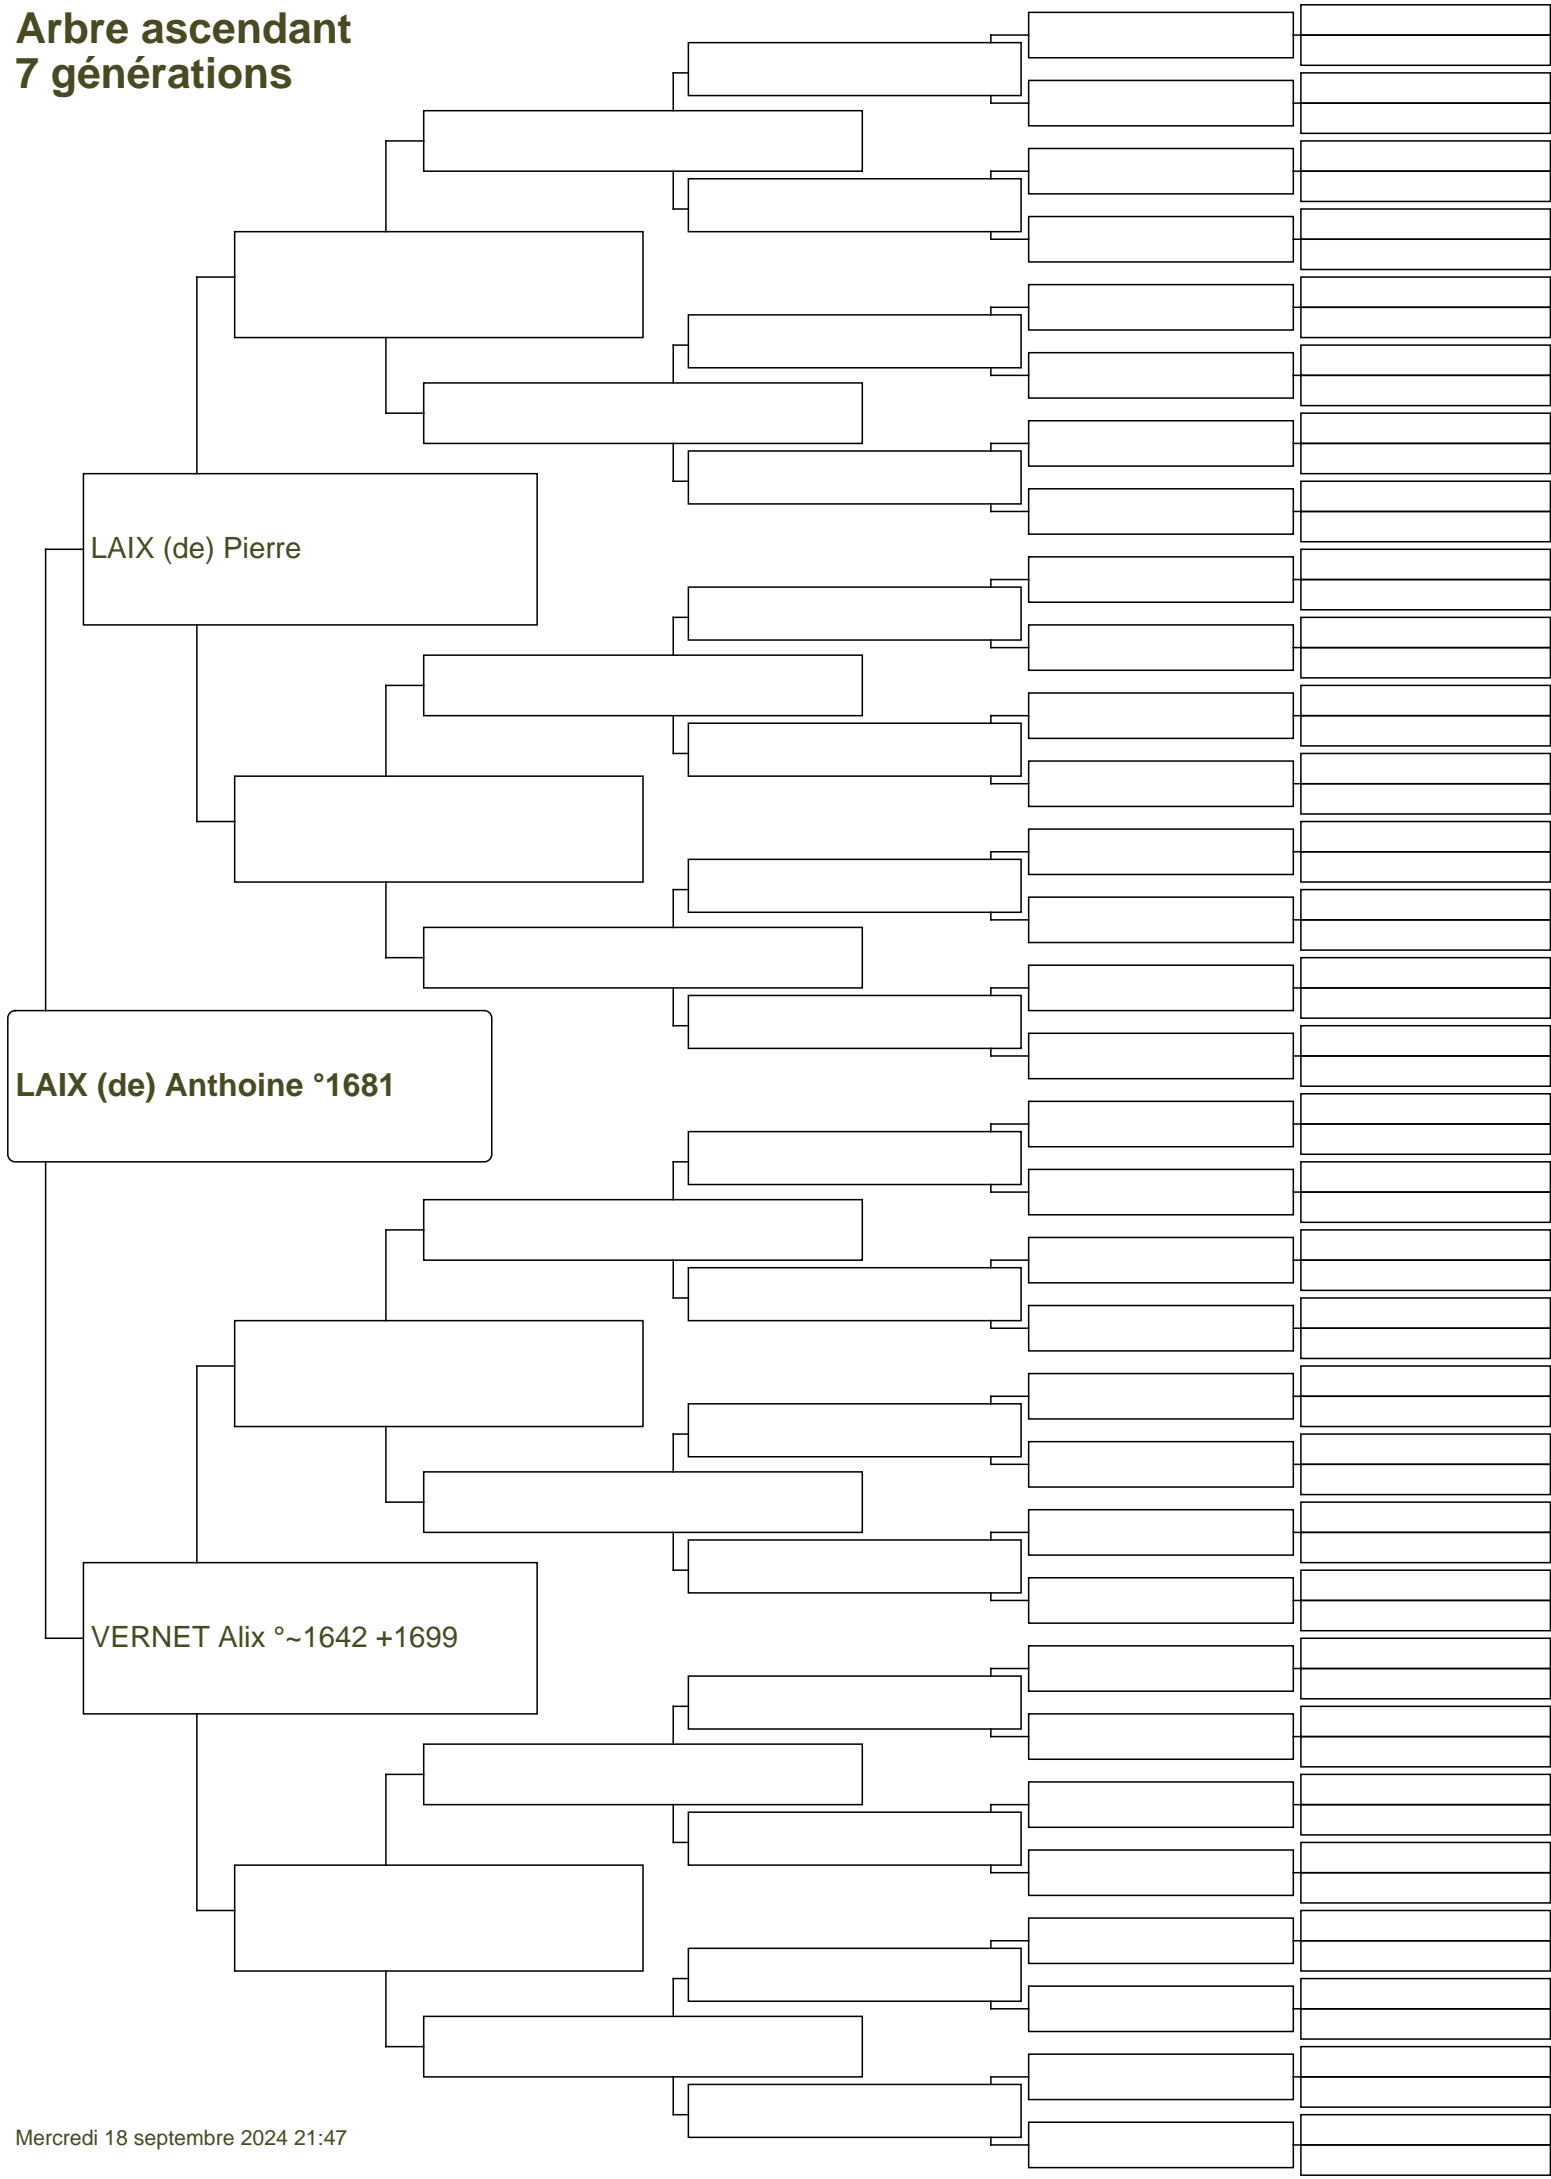 Arbre ascendant
7 générations
LAIX (de) Pierre
LAIX (de) Anthoine °1681
VERNET Alix °~1642 +1699
Mercredi 18 septembre 2024 21:47